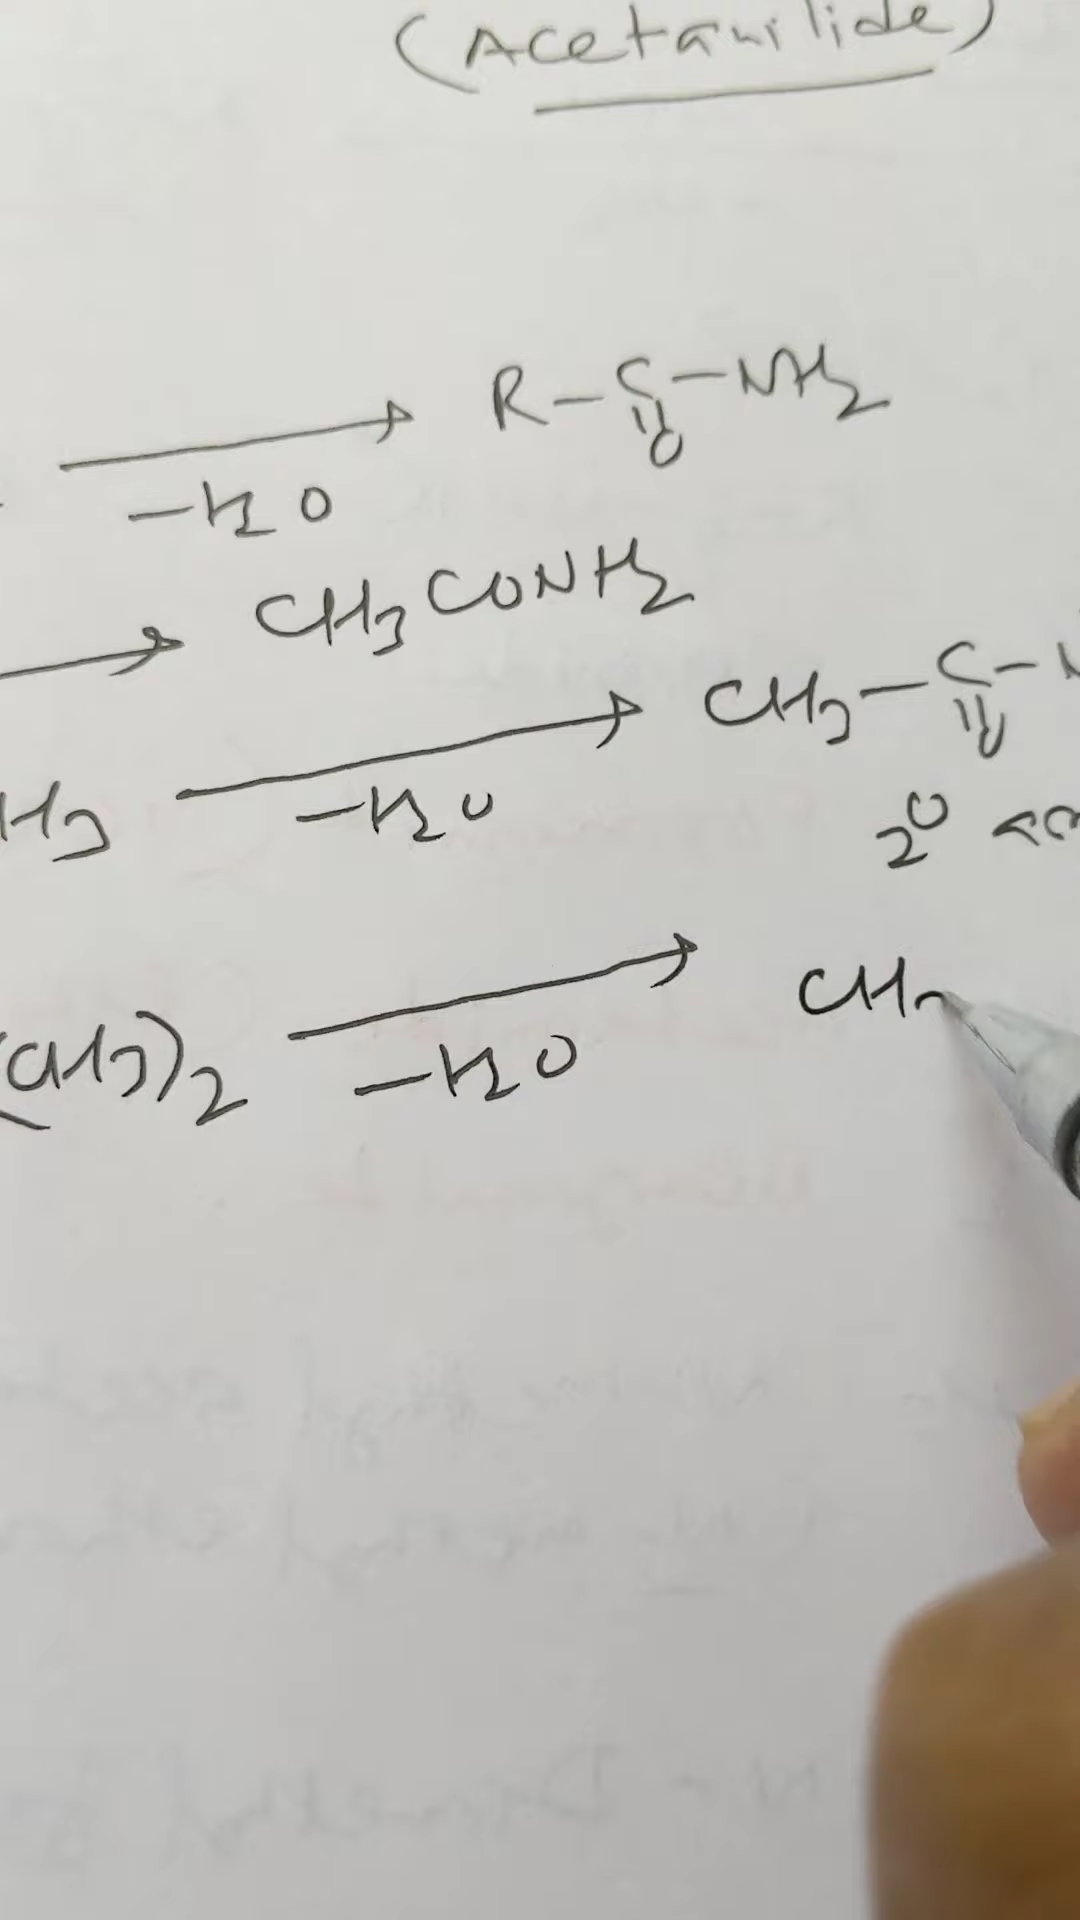 (Acetanilide)
R-C-NH2
||
O
-H2O
CH3CONH2
CH3-C-
||
O
H3
-H2O
2°
(CH3)2
-H2O
CH